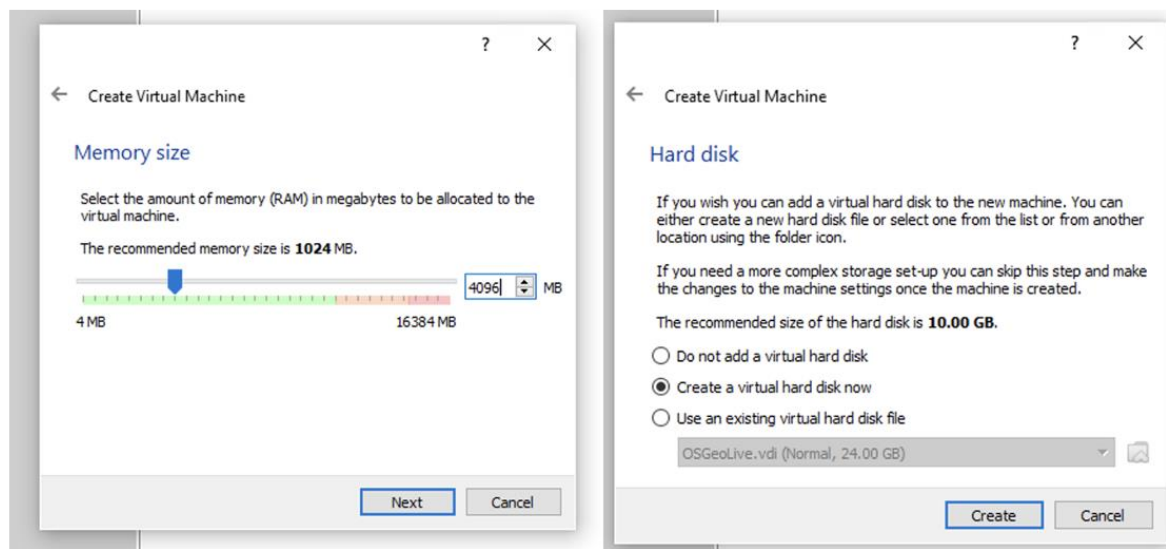 ?
×
← Create Virtual Machine
Memory size
Select the amount of memory (RAM) in megabytes to be allocated to the
virtual machine.
The recommended memory size is 1024 MB.
4096 MB
4 MB 16384 MB
Next Cancel
?
×
← Create Virtual Machine
Hard disk
If you wish you can add a virtual hard disk to the new machine. You can
either create a new hard disk file or select one from the list or from another
location using the folder icon.
If you need a more complex storage set-up you can skip this step and make
the changes to the machine settings once the machine is created.
The recommended size of the hard disk is 10.00 GB.
Do not add a virtual hard disk
Create a virtual hard disk now
Use an existing virtual hard disk file
OSGeoLive.vdi (Normal, 24.00 GB)
Create Cancel